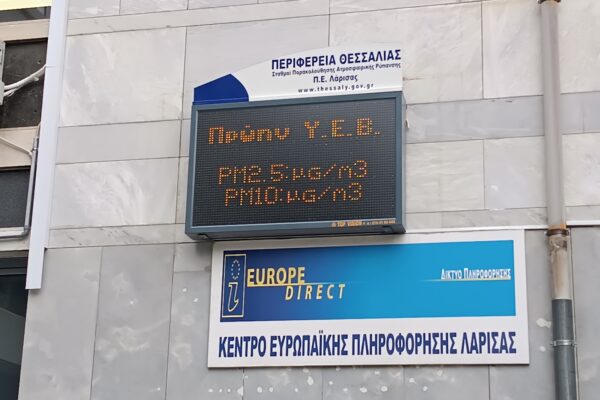 ΠΕΡΙΦΕΡΕΙΑ ΘΕΣΣΑΛΙΑΣ
Σταθμοί Παρακολούθησης Ατμοσφαιρικής Ρύπανσης
Π.Ε. Λάρισας
www.thessaly.gov.gr
Πρώην Υ.Ε.Β.
PM2.5:μg/m3
PM10:μg/m3
i EUROPE
DIRECT
ΔΙΚΤΥΟ ΠΛΗΡΟΦΟΡΗΣΗΣ
ΚΕΝΤΡΟ ΕΥΡΩΠΑΪΚΗΣ ΠΛΗΡΟΦΟΡΗΣΗΣ ΛΑΡΙΣΑΣ